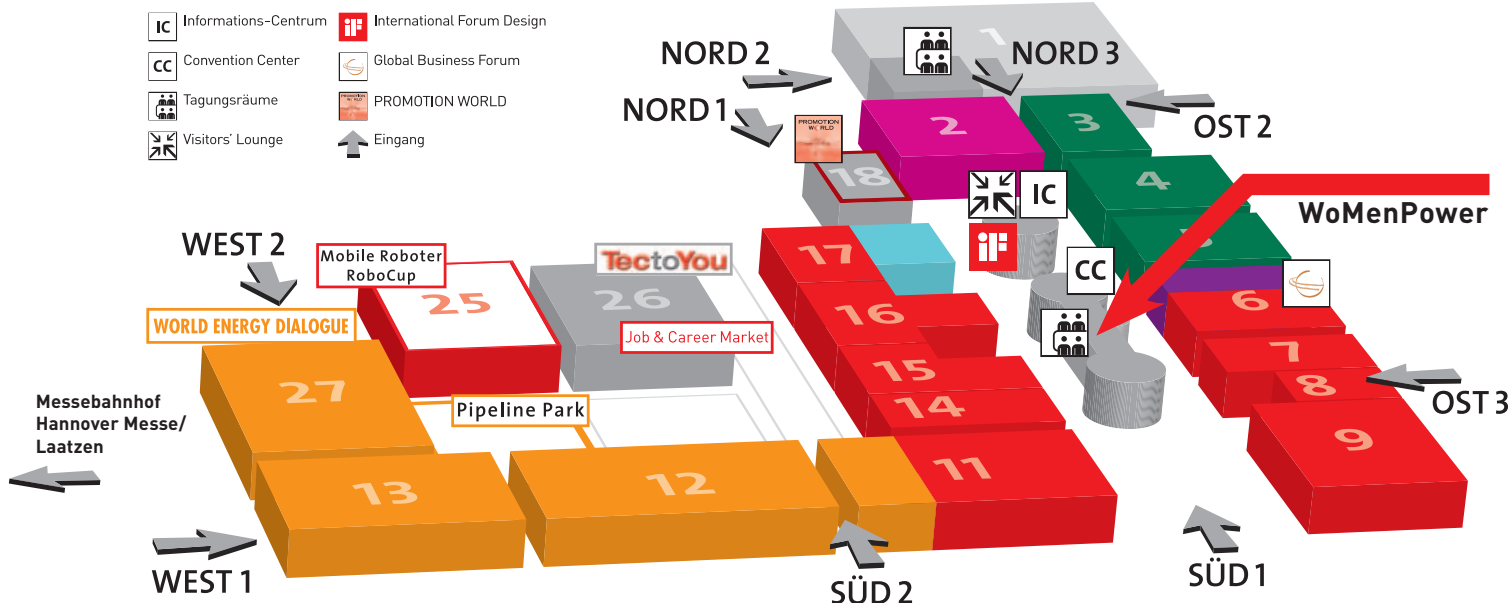 IC Informations-Centrum
iF International Forum Design
CC Convention Center
Global Business Forum
Tagungsräume
PROMOTION WORLD PROMOTION WORLD
Visitors' Lounge
Eingang
NORD 2
1
NORD 3
NORD 1
PROMOTION WORLD
2
3
OST 2
18
4
IC
WoMenPower
WEST 2
Mobile Roboter
RoboCup
TectoYou
17
iF
5
CC
25
26
16
6
WORLD ENERGY DIALOGUE
Job & Career Market
15
7
27
8
OST 3
Messebahnhof
Hannover Messe/
Laatzen
Pipeline Park
14
9
13
12
11
WEST 1
SÜD 2
SÜD 1